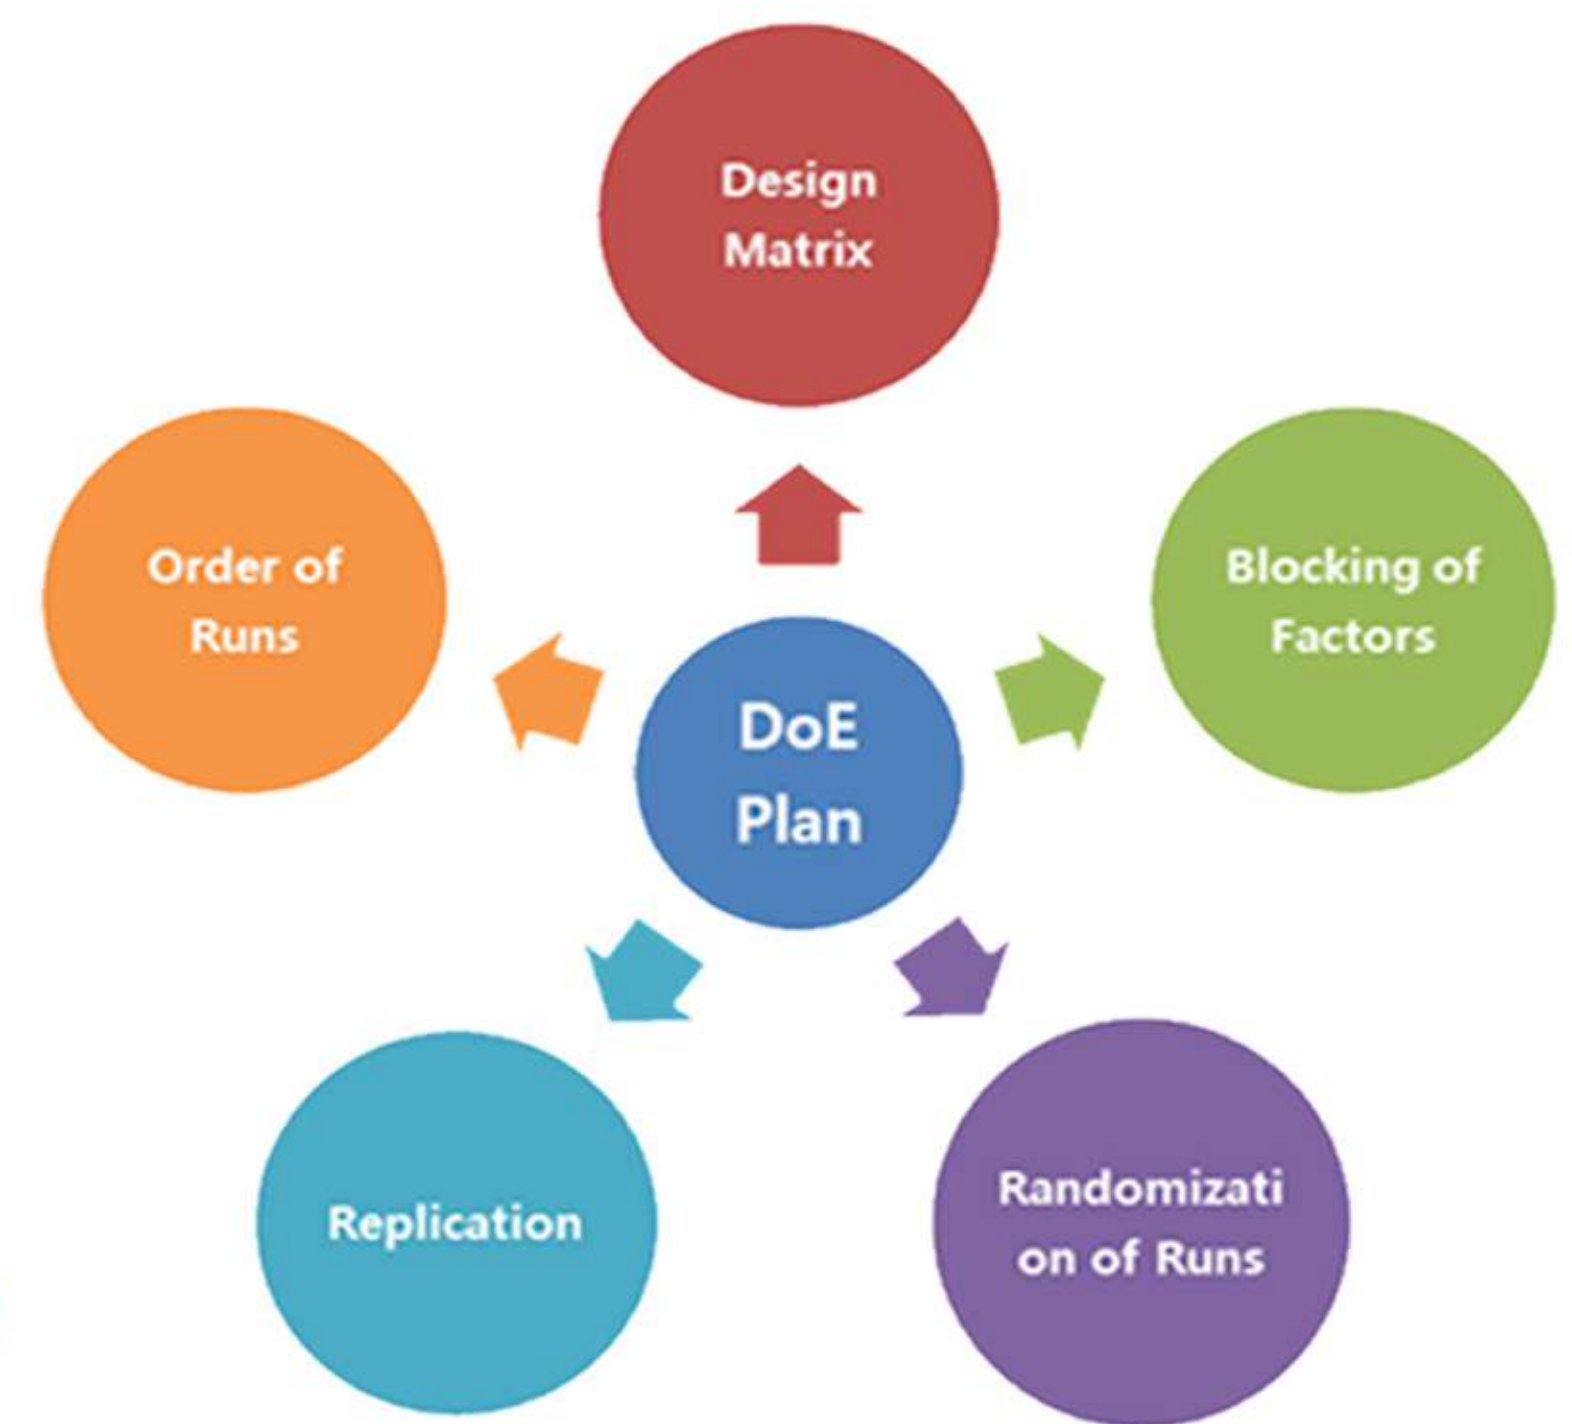 Design
Matrix
Order of
Runs
Blocking of
Factors
DoE
Plan
Replication
Randomizati
on of Runs